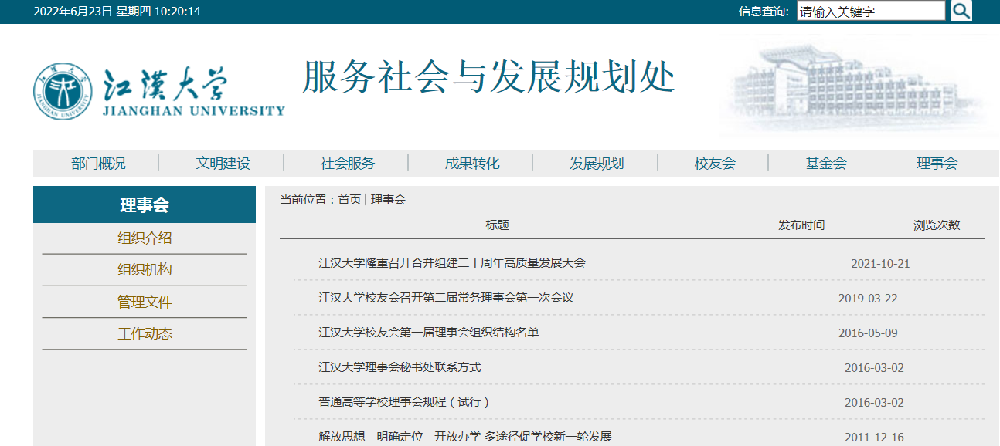 2022年6月23日 星期四 10:20:14
信息查询: 请输入关键字
江漢大学
JIANGHAN UNIVERSITY
服务社会与发展规划处
部门概况 文明建设 社会服务 成果转化 发展规划 校友会 基金会 理事会
理事会
组织介绍
组织机构
管理文件
工作动态
当前位置：首页 | 理事会
标题 发布时间 浏览次数
江汉大学隆重召开合并组建二十周年高质量发展大会 2021-10-21
江汉大学校友会召开第二届常务理事会第一次会议 2019-03-22
江汉大学校友会第一届理事会组织结构名单 2016-05-09
江汉大学理事会秘书处联系方式 2016-03-02
普通高等学校理事会规程（试行） 2016-03-02
解放思想　明确定位　开放办学 多途径促学校新一轮发展 2011-12-16